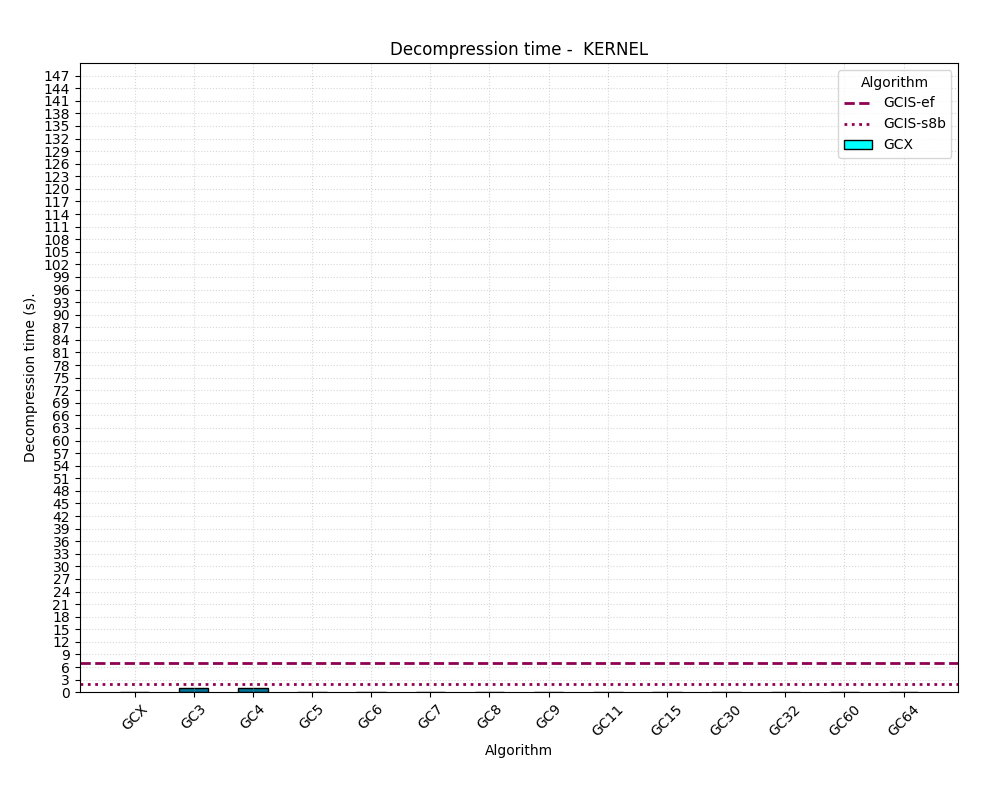 Decompression time -  KERNEL
Algorithm
GCIS-ef
GCIS-s8b
GCX
Decompression time (s).
147
144
141
138
135
132
129
126
123
120
117
114
111
108
105
102
99
96
93
90
87
84
81
78
75
72
69
66
63
60
57
54
51
48
45
42
39
36
33
30
27
24
21
18
15
12
9
6
3
0
GCX
GC3
GC4
GC5
GC6
GC7
GC8
GC9
GC11
GC15
GC30
GC32
GC60
GC64
Algorithm